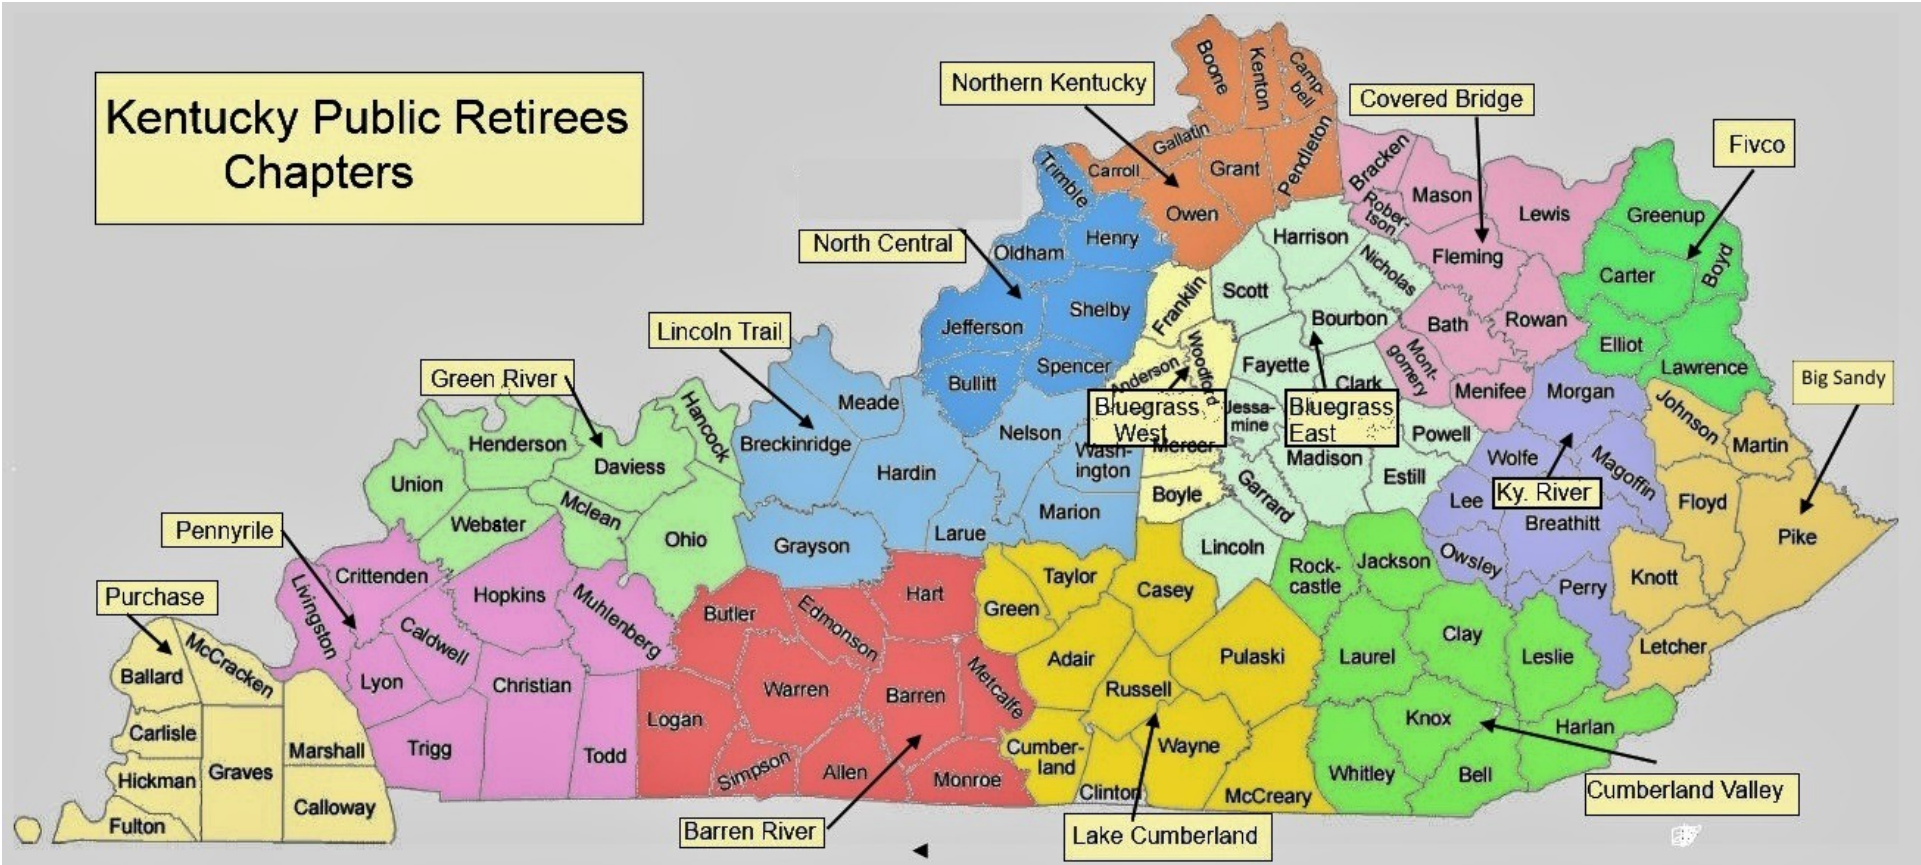 Kentucky Public Retirees
Chapters
Northern Kentucky
Covered Bridge
Fivco
North Central
Lincoln Trail
Green River
Big Sandy
Bluegrass
West
Bluegrass
East
Ky. River
Pennyrile
Purchase
Cumberland Valley
Barren River
Lake Cumberland
Boone
Kenton
Camp-
bell
Gallatin
Carroll
Grant
Pendleton
Owen
Trimble
Oldham
Henry
Jefferson
Shelby
Spencer
Bullitt
Bracken
Mason
Rober-
tson
Lewis
Fleming
Bath
Rowan
Mont-
gomery
Menifee
Greenup
Carter
Boyd
Elliot
Lawrence
Harrison
Nicholas
Scott
Bourbon
Fayette
Clark
Jessa-
mine
Madison
Powell
Estill
Garrard
Lincoln
Franklin
Woodford
Anderson
Mercer
Boyle
Meade
Breckinridge
Hardin
Nelson
Wash-
ington
Marion
Larue
Grayson
Hancock
Henderson
Daviess
Union
Webster
Mclean
Ohio
Morgan
Wolfe
Magoffin
Lee
Breathitt
Owsley
Perry
Johnson
Martin
Floyd
Pike
Knott
Letcher
Crittenden
Livingston
Hopkins
Muhlenberg
Caldwell
Lyon
Christian
Trigg
Todd
Ballard
McCracken
Carlisle
Hickman
Graves
Marshall
Fulton
Calloway
Butler
Edmonson
Hart
Warren
Barren
Metcalfe
Logan
Simpson
Allen
Monroe
Green
Taylor
Casey
Adair
Russell
Pulaski
Cumber-
land
Clinton
Wayne
McCreary
Rock-
castle
Jackson
Laurel
Clay
Leslie
Knox
Harlan
Whitley
Bell